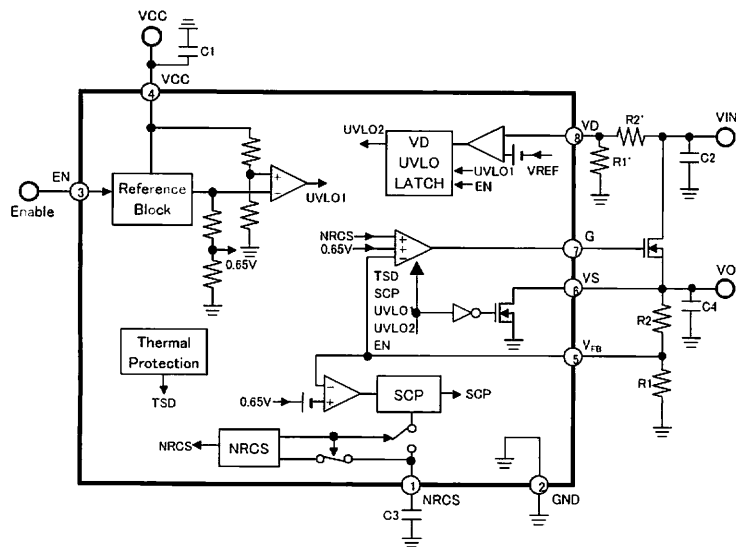 VCC
C1
VCC
4
EN
3
Enable
Reference
Block
+
−
UVLO1
0.65V
UVLO2
VD
UVLO
LATCH
UVLO1
EN
VREF
VD
8
R2'
VIN
R1'
C2
NRCS
0.65V
+
+
−
G
7
TSD
SCP
UVLO1
UVLO2
EN
VS
6
VO
C4
R2
VFB
5
R1
Thermal
Protection
TSD
0.65V
−
+
SCP
SCP
NRCS
NRCS
1
NRCS
C3
2
GND